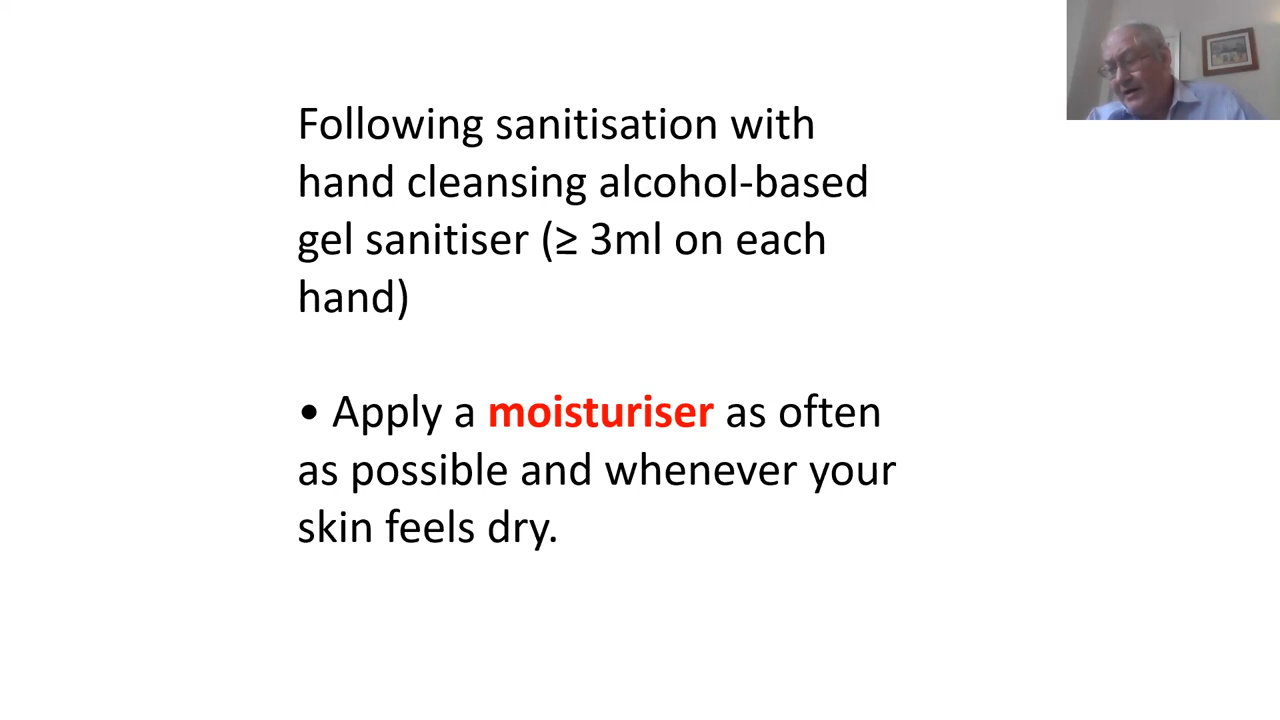 Following sanitisation with
hand cleansing alcohol-based
gel sanitiser (≥ 3ml on each
hand)
• Apply a moisturiser as often
as possible and whenever your
skin feels dry.